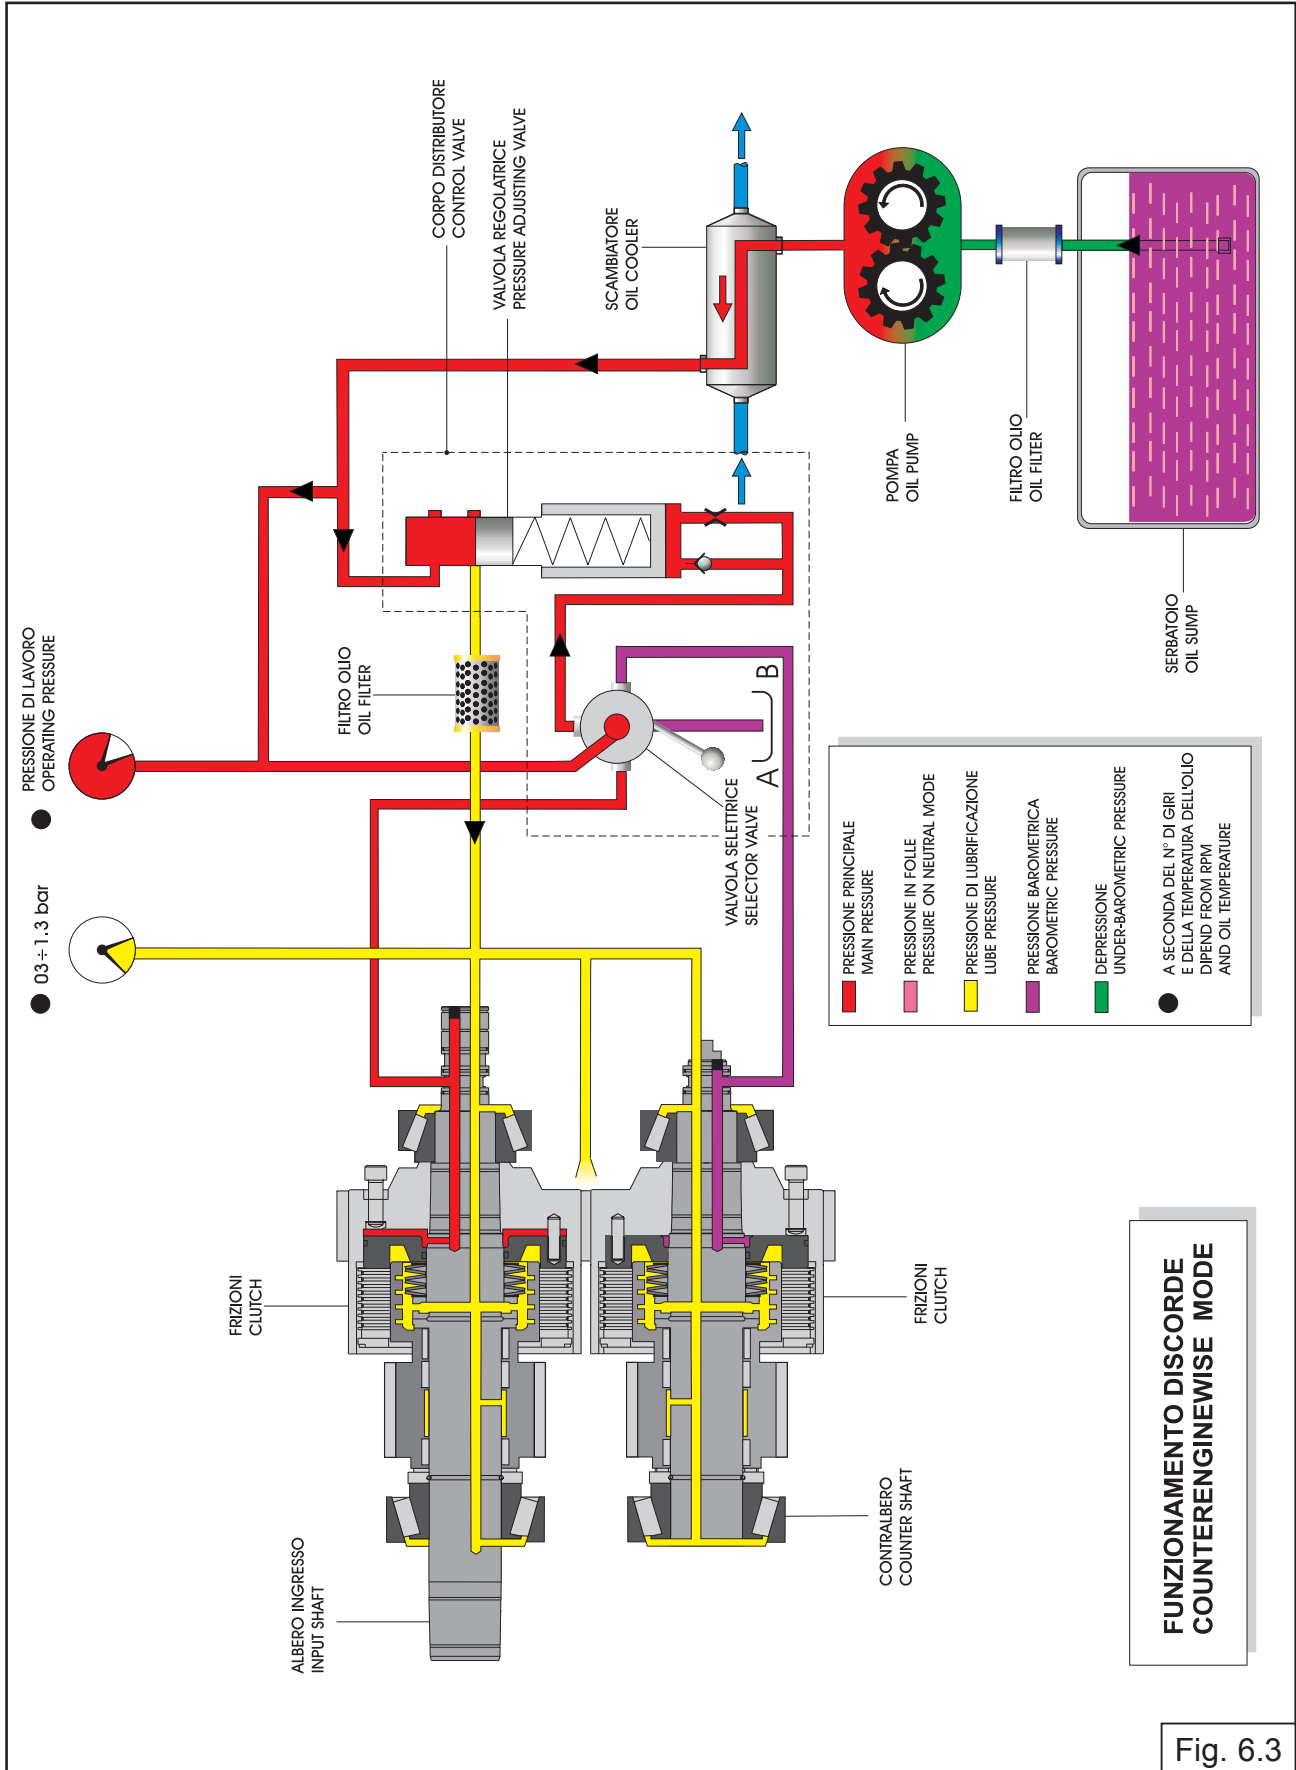 PRESSIONE DI LAVORO
OPERATING PRESSURE
03÷1.3 bar
CORPO DISTRIBUTORE
CONTROL VALVE
VALVOLA REGOLATRICE
PRESSURE ADJUSTING VALVE
SCAMBIATORE
OIL COOLER
POMPA
OIL PUMP
FILTRO OLIO
OIL FILTER
SERBATOIO
OIL SUMP
FILTRO OLIO
OIL FILTER
VALVOLA SELETTRICE
SELECTOR VALVE
A
B
FRIZIONI
CLUTCH
FRIZIONI
CLUTCH
ALBERO INGRESSO
INPUT SHAFT
CONTRALBERO
COUNTER SHAFT
PRESSIONE PRINCIPALE
MAIN PRESSURE
PRESSIONE IN FOLLE
PRESSURE ON NEUTRAL MODE
PRESSIONE DI LUBRIFICAZIONE
LUBE PRESSURE
PRESSIONE BAROMETRICA
BAROMETRIC PRESSURE
DEPRESSIONE
UNDER-BAROMETRIC PRESSURE
A SECONDA DEL N° DI GIRI
E DELLA TEMPERATURA DELL'OLIO
DIPEND FROM RPM
AND OIL TEMPERATURE
FUNZIONAMENTO DISCORDE
COUNTERENGINEWISE MODE
Fig. 6.3